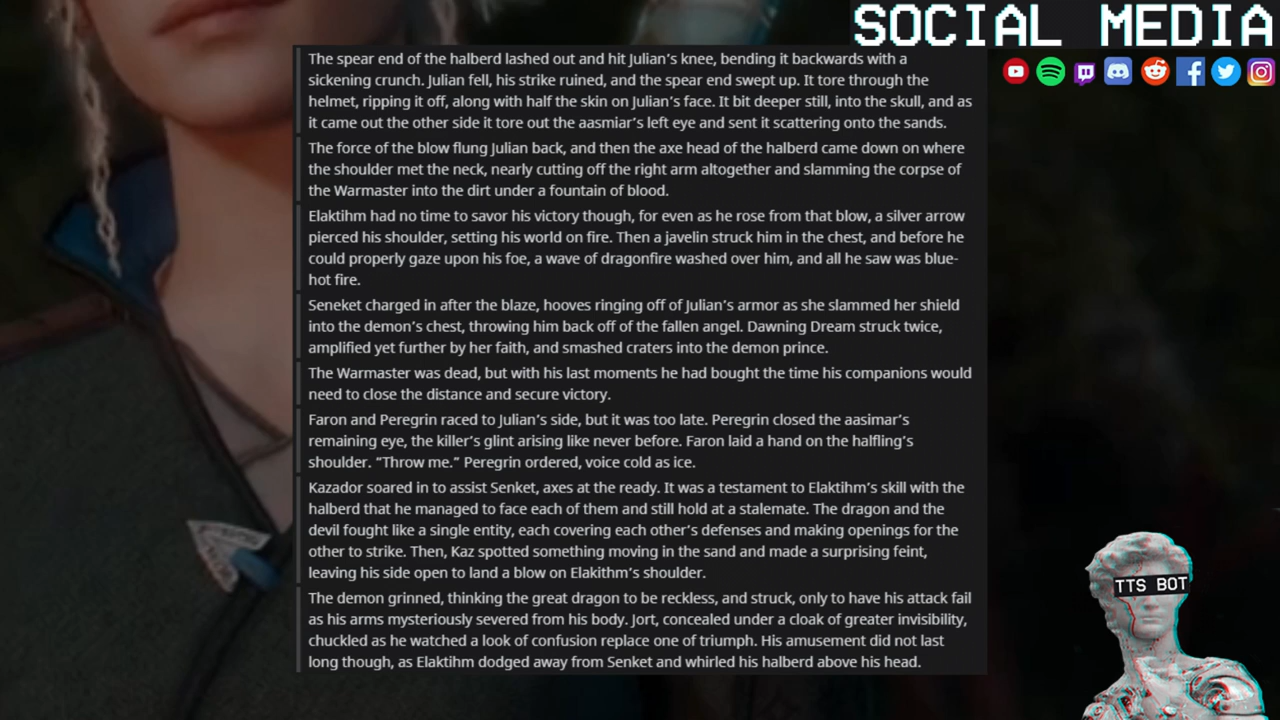 SOCIAL MEDIA
The spear end of the halberd lashed out and hit Julian's knee, bending it backwards with a
sickening crunch. Julian fell, his strike ruined, and the spear end swept up. It tore through the
helmet, ripping it off, along with half the skin on Julian's face. It bit deeper still, into the skull, and as
it came out the other side it tore out the aasmiar's left eye and sent it scattering onto the sands.
The force of the blow flung Julian back, and then the axe head of the halberd came down on where
the shoulder met the neck, nearly cutting off the right arm altogether and slamming the corpse of
the Warmaster into the dirt under a fountain of blood.
Elaktihm had no time to savor his victory though, for even as he rose from that blow, a silver arrow
pierced his shoulder, setting his world on fire. Then a javelin struck him in the chest, and before he
could properly gaze upon his foe, a wave of dragonfire washed over him, and all he saw was blue-
hot fire.
Seneket charged in after the blaze, hooves ringing off of Julian's armor as she slammed her shield
into the demon's chest, throwing him back off of the fallen angel. Dawning Dream struck twice,
amplified yet further by her faith, and smashed craters into the demon prince.
The Warmaster was dead, but with his last moments he had bought the time his companions would
need to close the distance and secure victory.
Faron and Peregrin raced to Julian's side, but it was too late. Peregrin closed the aasimar's
remaining eye, the killer's glint arising like never before. Faron laid a hand on the halfling's
shoulder. "Throw me." Peregrin ordered, voice cold as ice.
Kazador soared in to assist Senket, axes at the ready. It was a testament to Elaktihm's skill with the
halberd that he managed to face each of them and still hold at a stalemate. The dragon and the
devil fought like a single entity, each covering each other's defenses and making openings for the
other to strike. Then, Kaz spotted something moving in the sand and made a surprising feint,
leaving his side open to land a blow on Elakithm's shoulder.
The demon grinned, thinking the great dragon to be reckless, and struck, only to have his attack fail
as his arms mysteriously severed from his body. Jort, concealed under a cloak of greater invisibility,
chuckled as he watched a look of confusion replace one of triumph. His amusement did not last
long though, as Elaktihm dodged away from Senket and whirled his halberd above his head.
TTS BOT